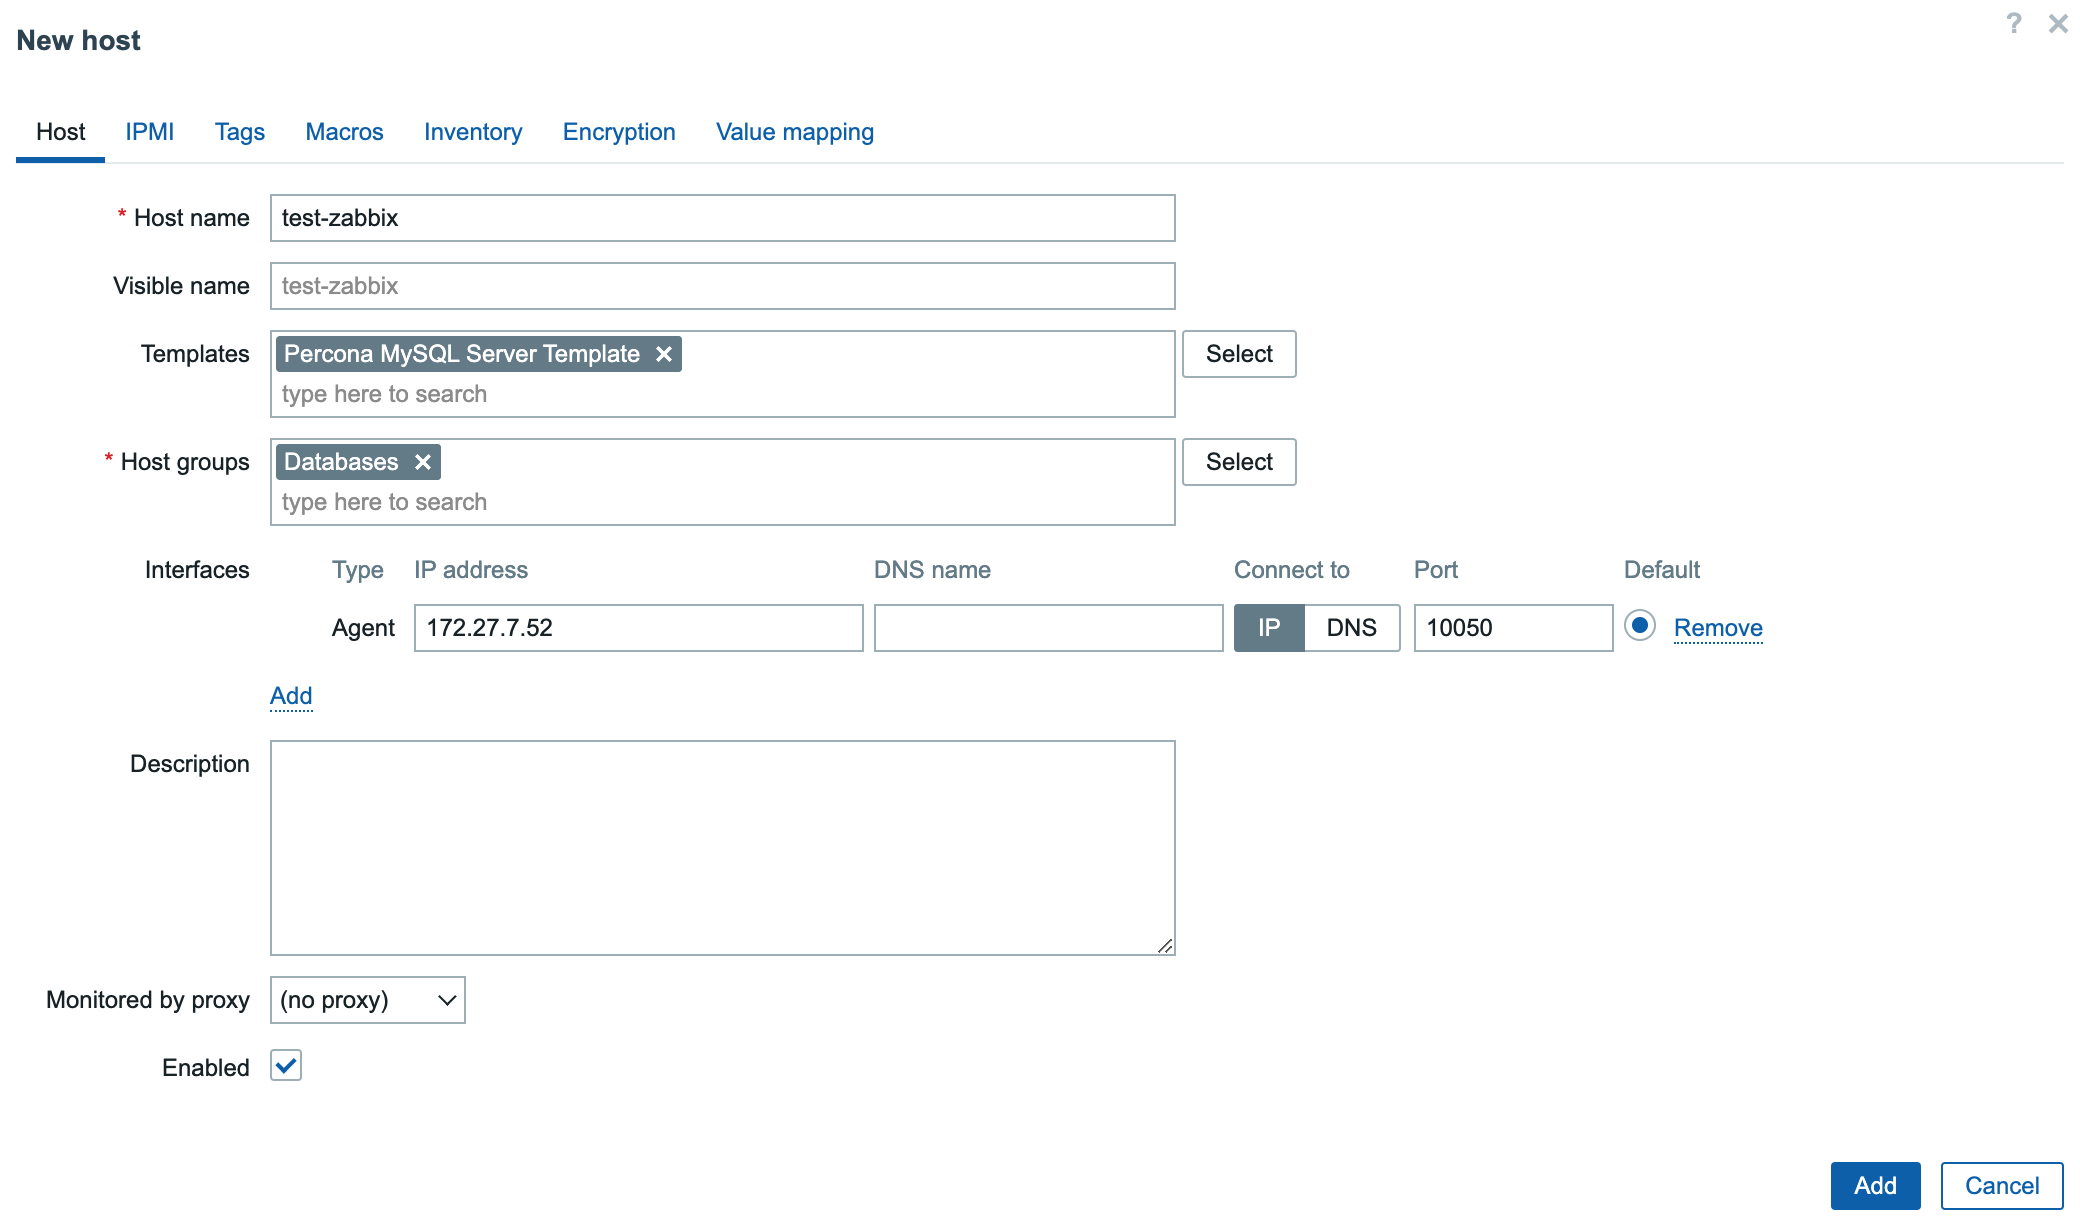 New host
?
Host IPMI Tags Macros Inventory Encryption Value mapping
* Host name test-zabbix
Visible name test-zabbix
Templates Percona MySQL Server Template Select
type here to search
* Host groups Databases Select
type here to search
Interfaces Type IP address DNS name Connect to Port Default
Agent 172.27.7.52 IP DNS 10050 Remove
Add
Description
Monitored by proxy (no proxy)
Enabled
Add Cancel